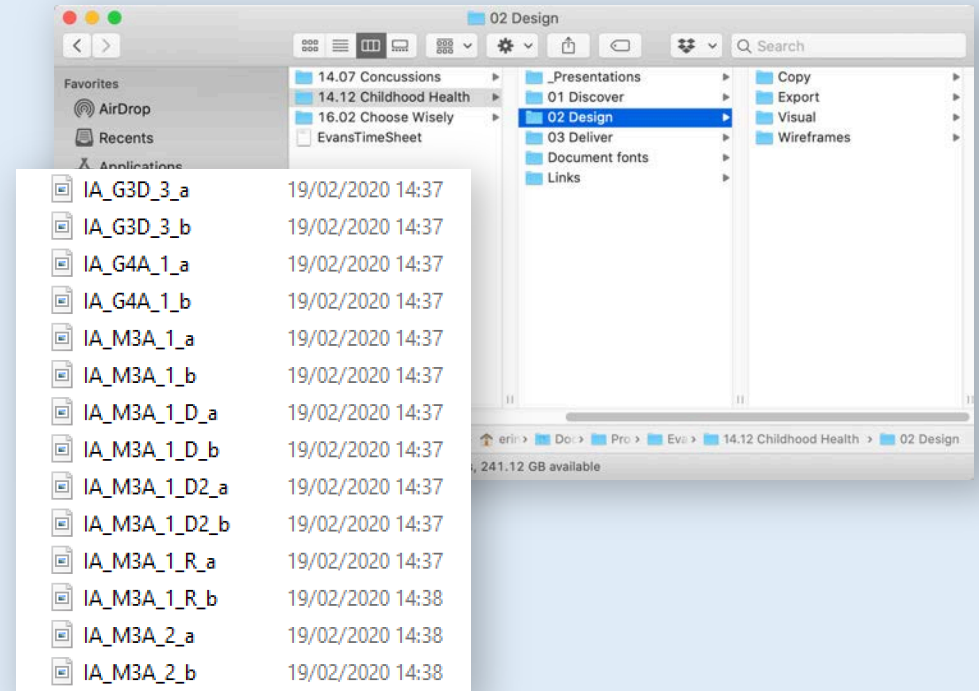 02 Design
Search
Favorites
AirDrop
Recents
Applications
14.07 Concussions
14.12 Childhood Health
16.02 Choose Wisely
EvansTimeSheet
_Presentations
01 Discover
02 Design
03 Deliver
Document fonts
Links
Copy
Export
Visual
Wireframes
erin Doc Pro Eva 14.12 Childhood Health 02 Design
, 241.12 GB available
IA_G3D_3_a 19/02/2020 14:37
IA_G3D_3_b 19/02/2020 14:37
IA_G4A_1_a 19/02/2020 14:37
IA_G4A_1_b 19/02/2020 14:37
IA_M3A_1_a 19/02/2020 14:37
IA_M3A_1_b 19/02/2020 14:37
IA_M3A_1_D_a 19/02/2020 14:37
IA_M3A_1_D_b 19/02/2020 14:37
IA_M3A_1_D2_a 19/02/2020 14:37
IA_M3A_1_D2_b 19/02/2020 14:37
IA_M3A_1_R_a 19/02/2020 14:37
IA_M3A_1_R_b 19/02/2020 14:38
IA_M3A_2_a 19/02/2020 14:38
IA_M3A_2_b 19/02/2020 14:38